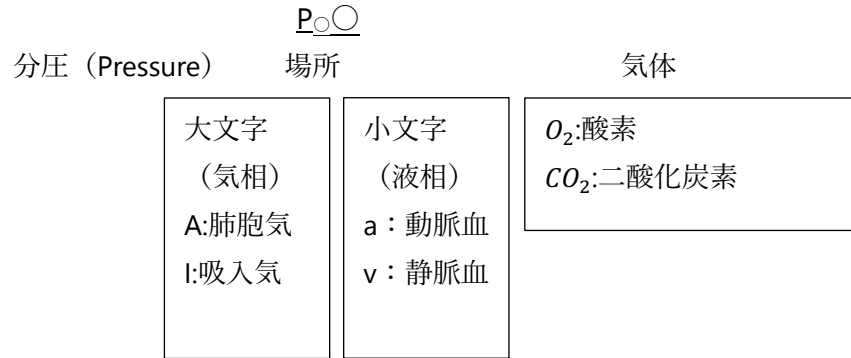 P○○
分圧（Pressure） 場所 気体
大文字
（気相）
A:肺胞気
I:吸入気
小文字
（液相）
a：動脈血
v：静脈血
O₂:酸素
CO₂:二酸化炭素